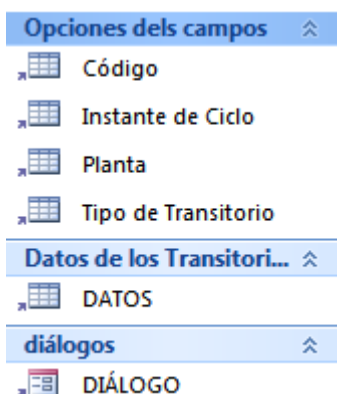 Opciones dels campos
Código
Instante de Ciclo
Planta
Tipo de Transitorio
Datos de los Transitori...
DATOS
diálogos
DIÁLOGO